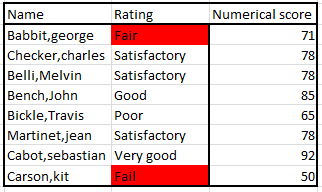 Name Rating Numerical score
Babbit,george Fair 71
Checker,charles Satisfactory 78
Belli,Melvin Satisfactory 78
Bench,John Good 85
Bickle,Travis Poor 65
Martinet,jean Satisfactory 78
Cabot,sebastian Very good 92
Carson,kit Fail 50